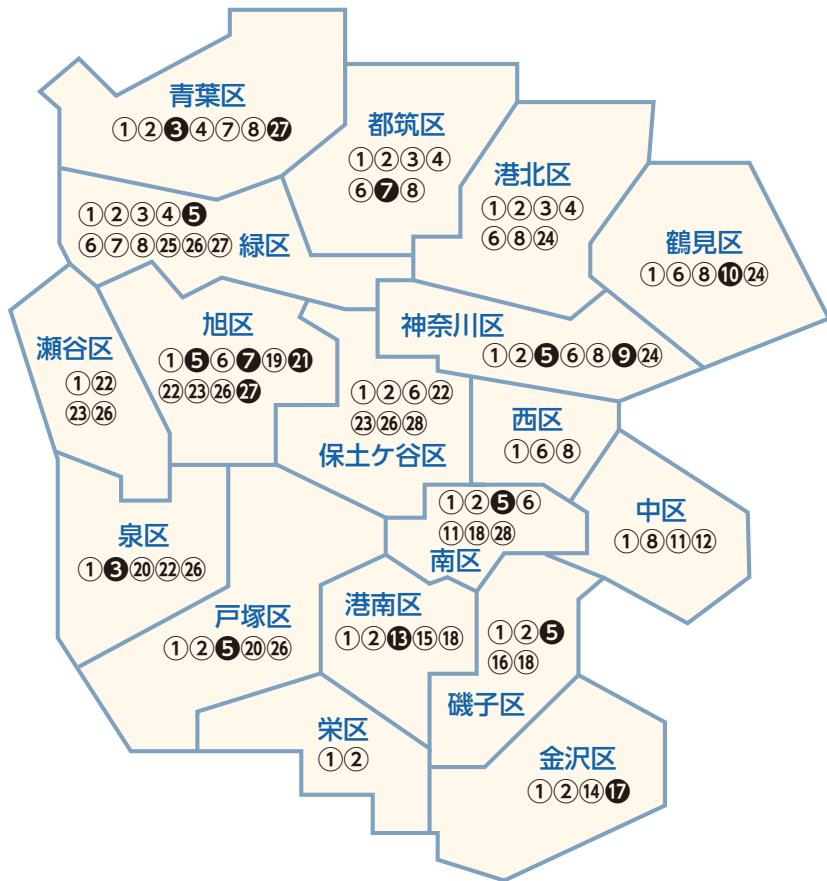 青葉区
①②❸④⑦⑧㉗
都筑区
①②③④
⑥❼⑧
港北区
①②③④
⑥⑧㉔
鶴見区
①⑥⑧❿㉔
①②③④❺
⑥⑦⑧㉕㉖㉗ 緑区
瀬谷区
①㉒
㉓㉖
旭区
①❺⑥❼⑲㉑
㉒㉓㉖㉗
神奈川区
①②❺⑥⑧❾㉔
①②⑥㉒
㉓㉖㉘
保土ケ谷区
西区
①⑥⑧
中区
①⑧⑪⑫
①②❺⑥
⑪⑱㉘
南区
泉区
①❸⑳㉒㉖
戸塚区
①②❺⑳㉖
港南区
①②⓭⑮⑱
①②❺
⑯⑱
磯子区
栄区
①②
金沢区
①②⑭⓱